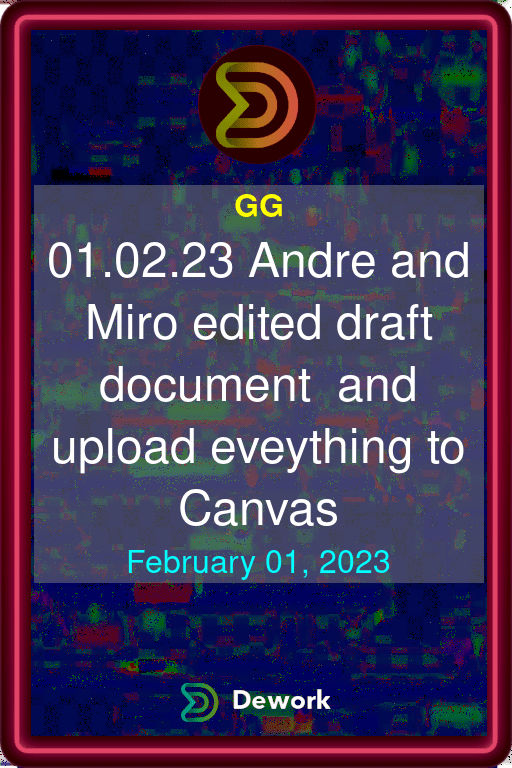 GG
01.02.23 Andre and
Miro edited draft
document  and
upload eveything to
Canvas
February 01, 2023
Dework